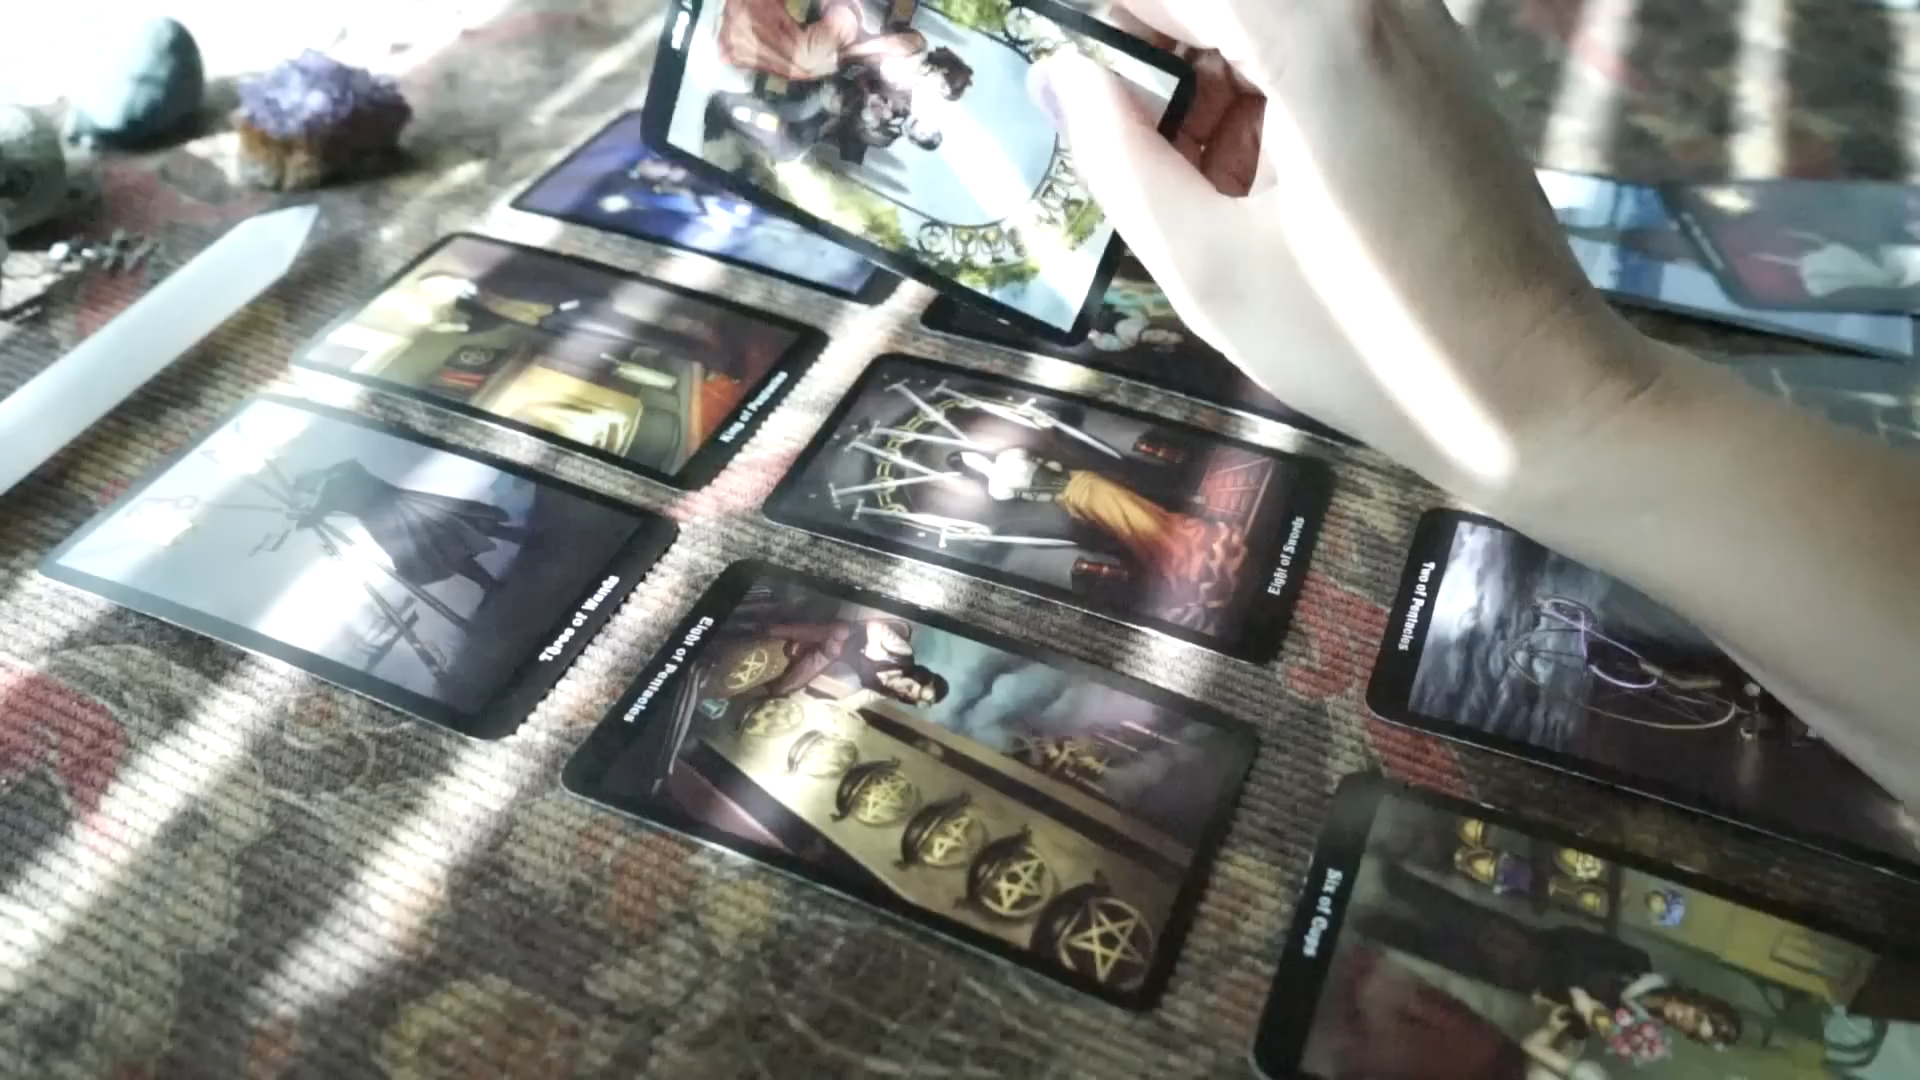 King of Pentacles
Three of Wands
Eight of Swords
Eight of Pentacles
Two of Pentacles
Six of Cups